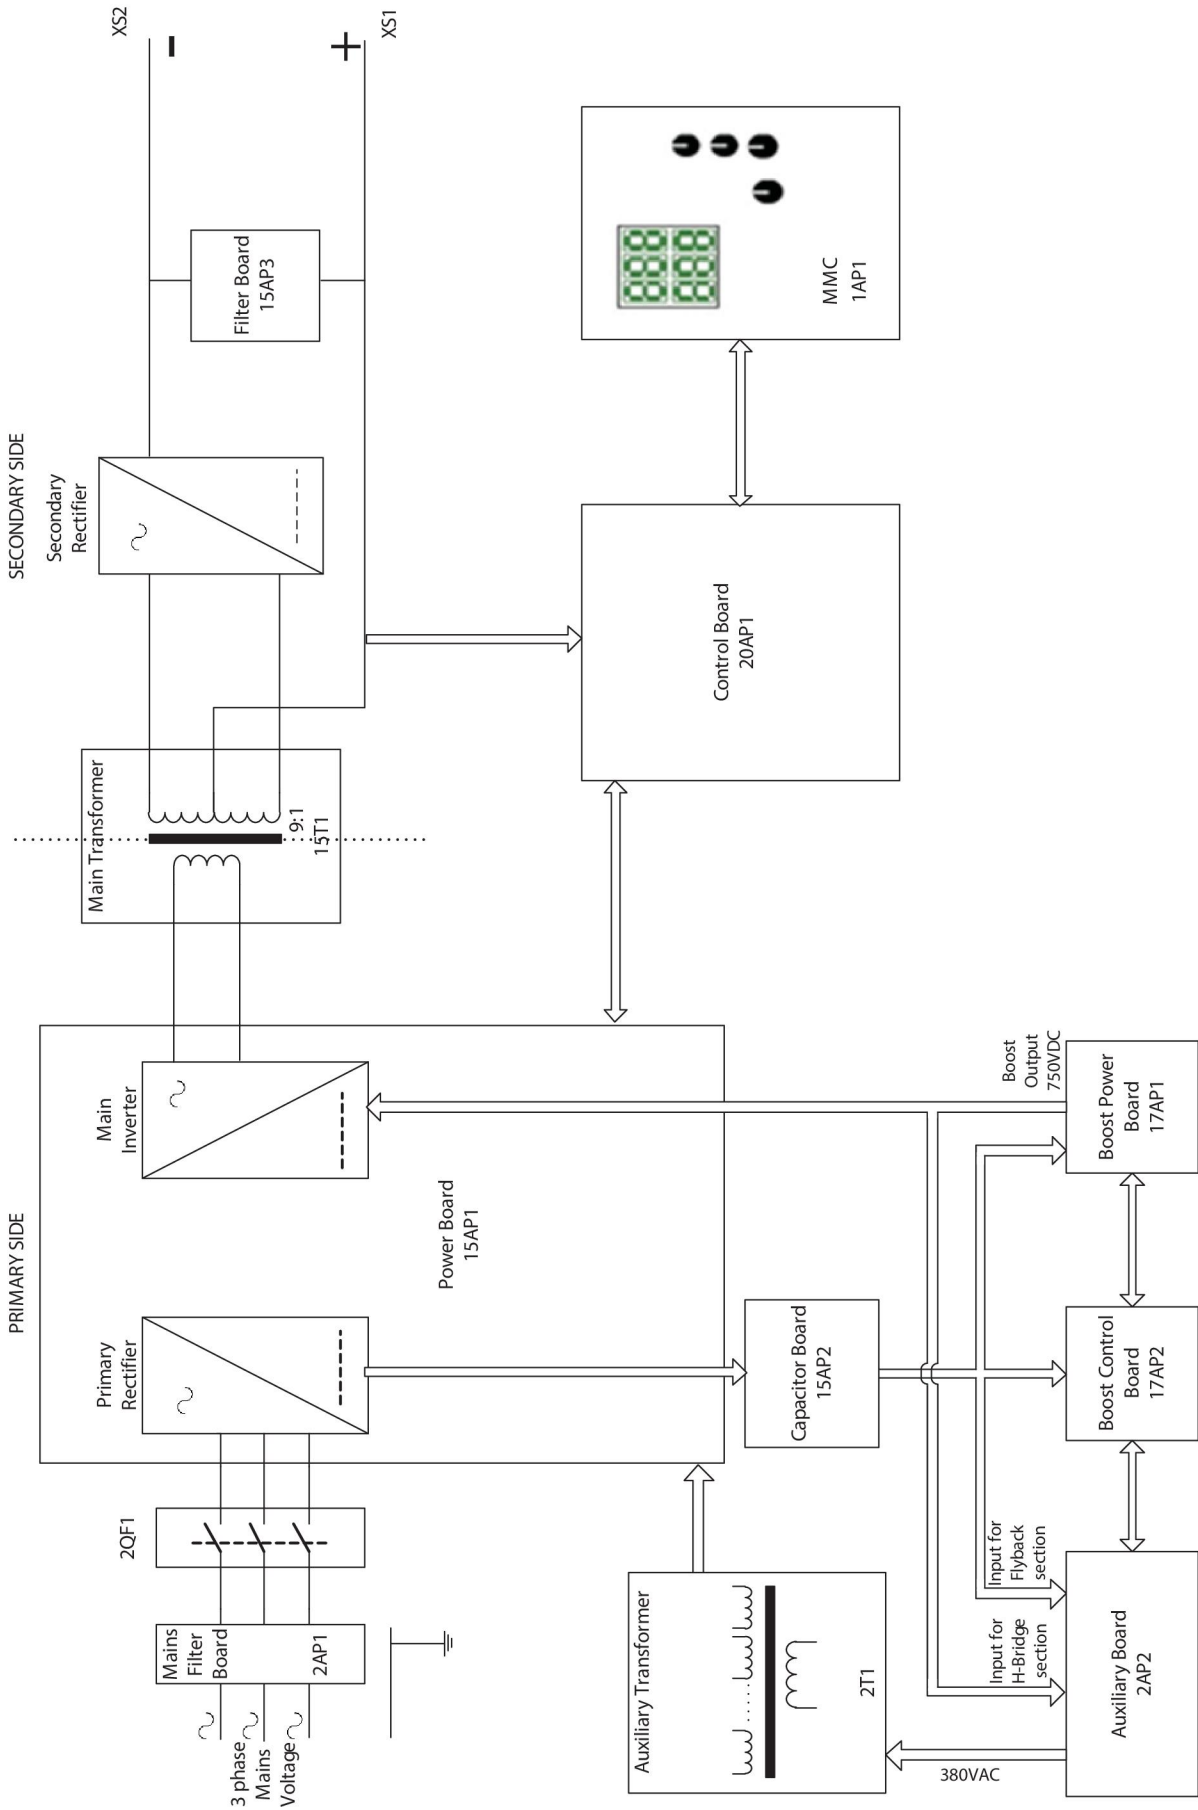 PRIMARY SIDE
SECONDARY SIDE
3 phase
Mains
Voltage
Mains
Filter
Board
2AP1
2QF1
Primary
Rectifier
Main
Inverter
Power Board
15AP1
Main Transformer
9:1
15T1
Secondary
Rectifier
Filter Board
15AP3
XS2
-
+
XS1
Auxiliary Transformer
2T1
Capacitor Board
15AP2
Control Board
20AP1
888
888
MMC
1AP1
380VAC
Input for
H-Bridge
section
Input for
Flyback
section
Boost
Output
750VDC
Auxiliary Board
2AP2
Boost Control
Board
17AP2
Boost Power
Board
17AP1